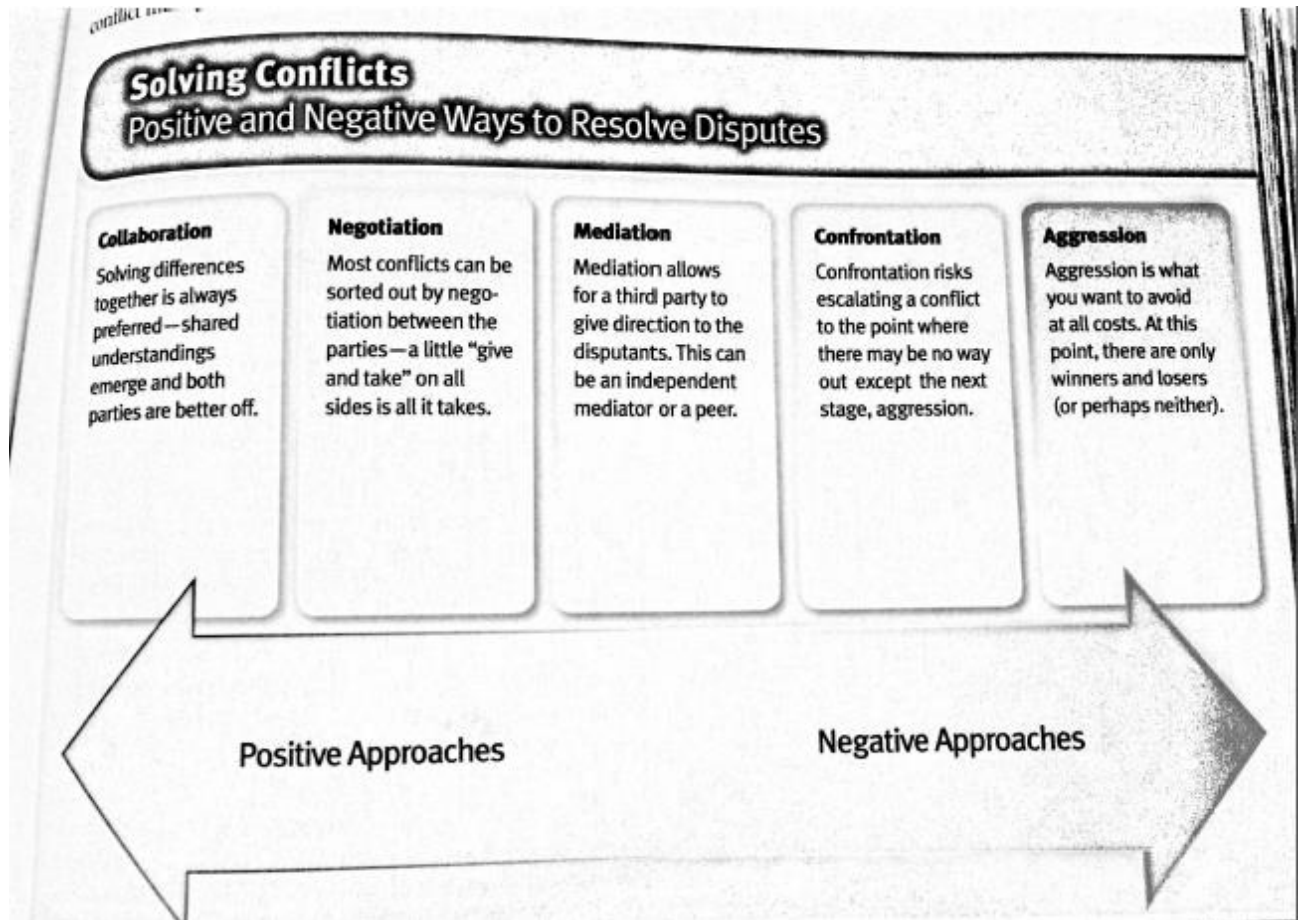 conflict
Solving Conflicts
Positive and Negative Ways to Resolve Disputes
Collaboration
Solving differences
together is always
preferred—shared
understandings
emerge and both
parties are better off.
Negotiation
Most conflicts can be
sorted out by nego-
tiation between the
parties—a little “give
and take” on all
sides is all it takes.
Mediation
Mediation allows
for a third party to
give direction to the
disputants. This can
be an independent
mediator or a peer.
Confrontation
Confrontation risks
escalating a conflict
to the point where
there may be no way
out except the next
stage, aggression.
Aggression
Aggression is what
you want to avoid
at all costs. At this
point, there are only
winners and losers
(or perhaps neither).
Positive Approaches
Negative Approaches